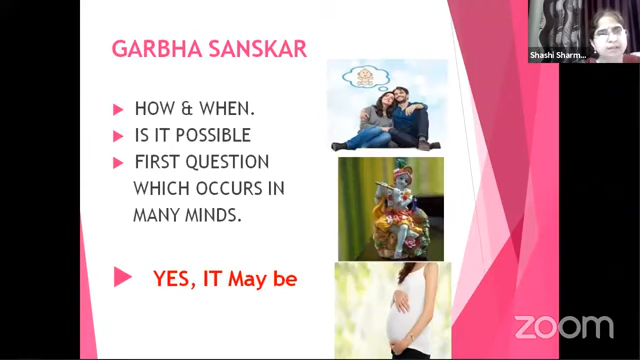 GARBHA SANSKAR
Shashi Sharm...
HOW & WHEN.
IS IT POSSIBLE
FIRST QUESTION
WHICH OCCURS IN
MANY MINDS.
YES, IT May be
zoom